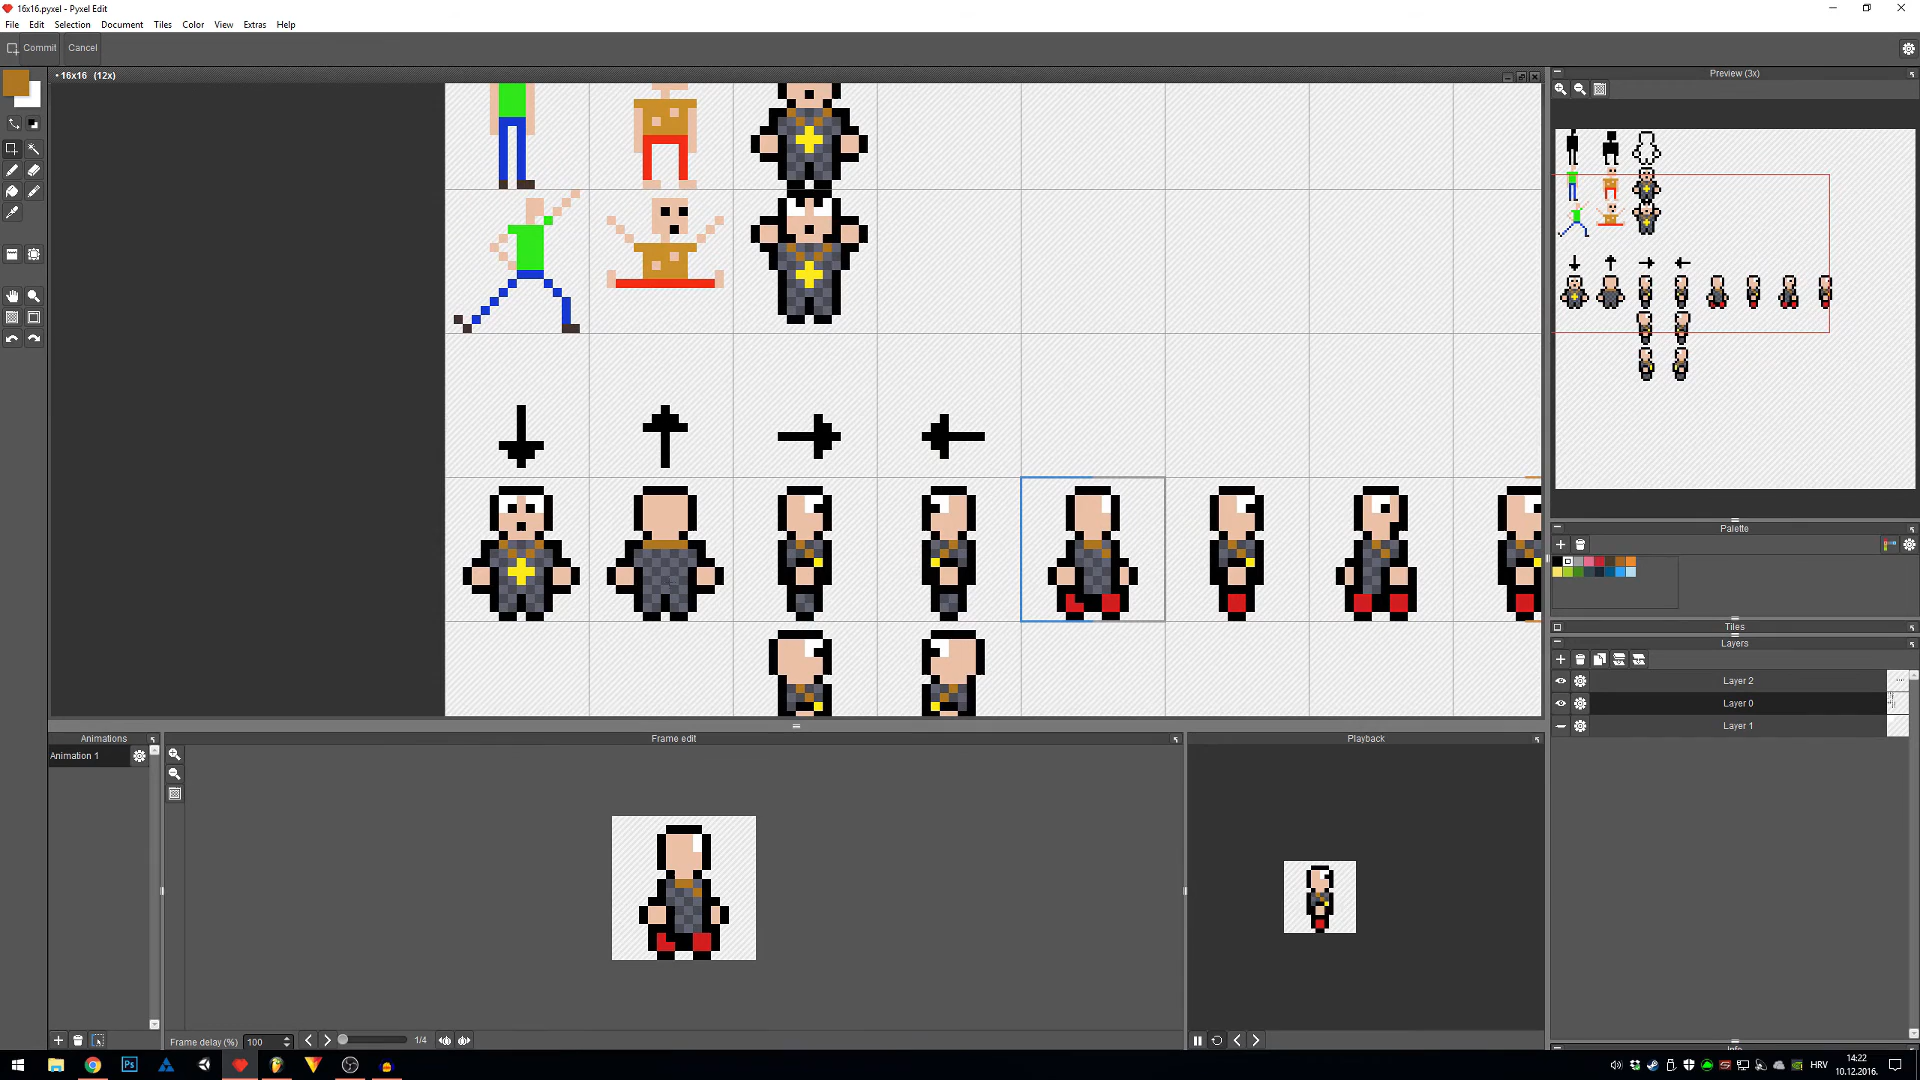 16x16.pyxel - Pyxel Edit
File Edit Selection Document Tiles Color View Extras Help
Commit Cancel
• 16x16 (12x)
Preview (3x)
Palette
Tiles
Layers
Layer 2
Layer 0
Layer 1
Animations
Frame edit
Playback
Animation 1
Frame delay (%) 100
1/4
Ps
HRV
14:22
10.12.2016.